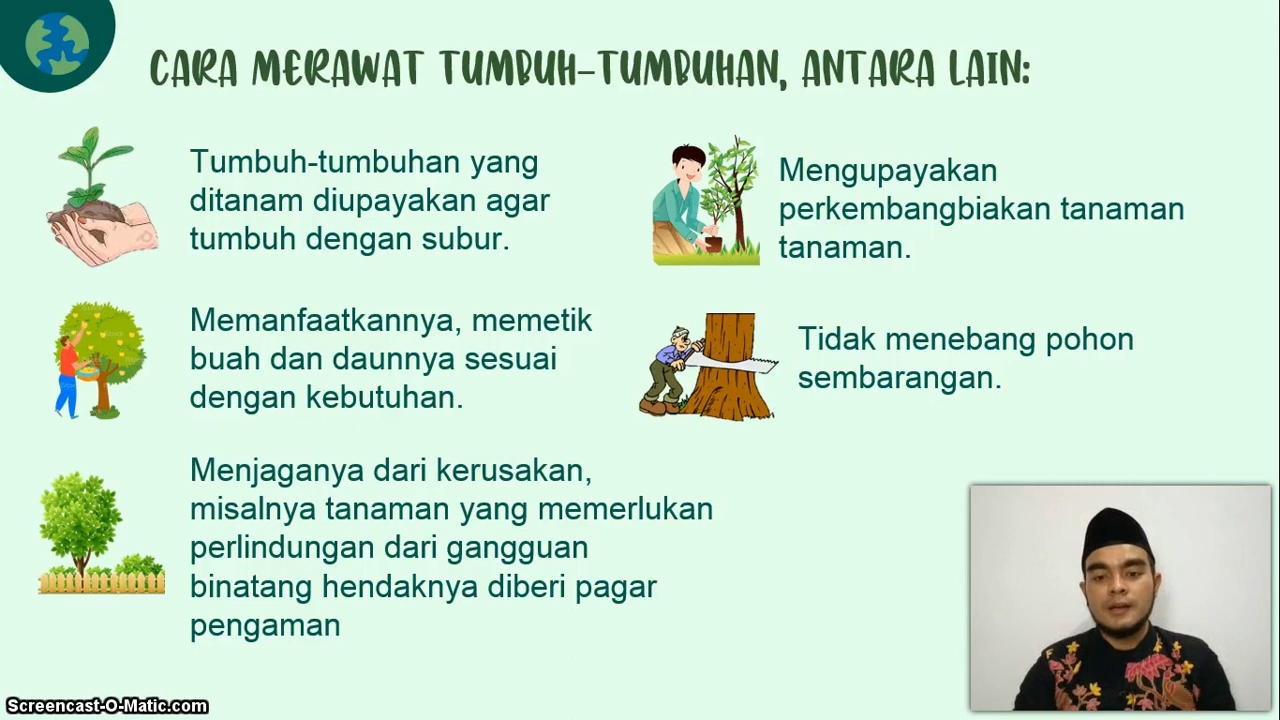 CARA MERAWAT TUMBUH-TUMBUHAN, ANTARA LAIN:
Tumbuh-tumbuhan yang
ditanam diupayakan agar
tumbuh dengan subur.
Memanfaatkannya, memetik
buah dan daunnya sesuai
dengan kebutuhan.
Menjaganya dari kerusakan,
misalnya tanaman yang memerlukan
perlindungan dari gangguan
binatang hendaknya diberi pagar
pengaman
Mengupayakan
perkembangbiakan tanaman
tanaman.
Tidak menebang pohon
sembarangan.
Screencast-O-Matic.com